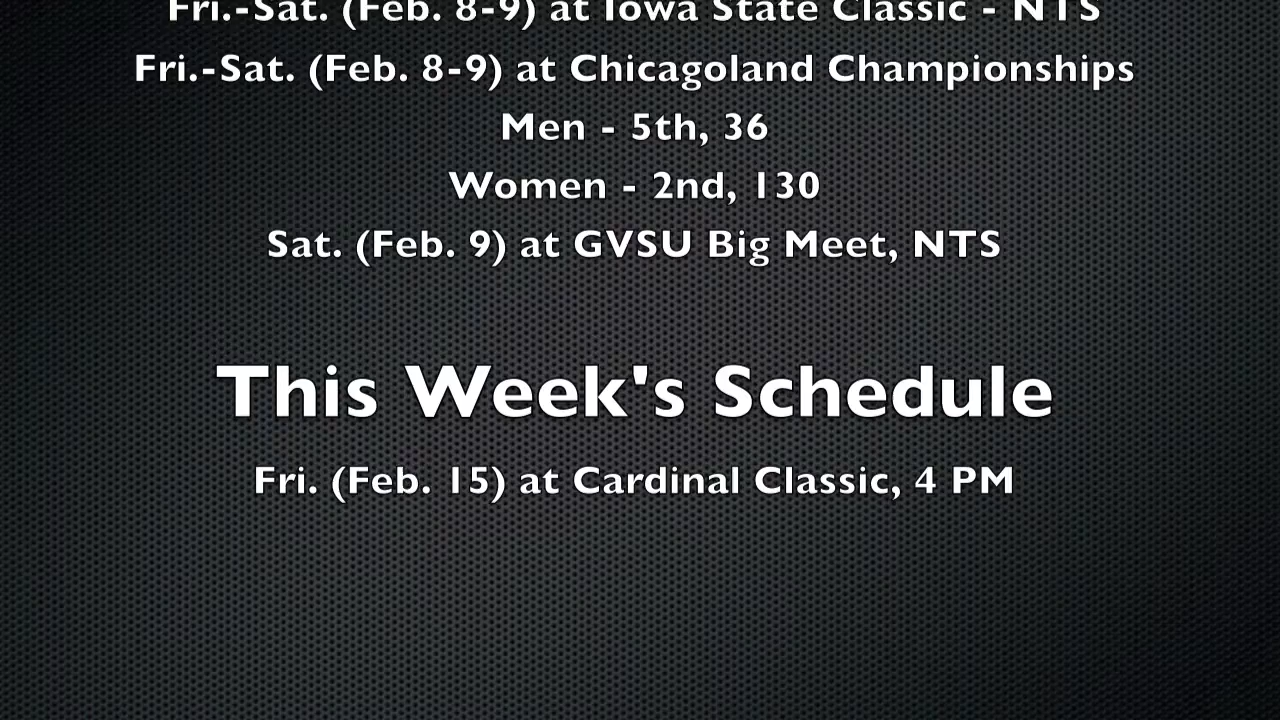 Fri.-Sat. (Feb. 8-9) at Iowa State Classic - NTS
Fri.-Sat. (Feb. 8-9) at Chicagoland Championships
Men - 5th, 36
Women - 2nd, 130
Sat. (Feb. 9) at GVSU Big Meet, NTS
This Week's Schedule
Fri. (Feb. 15) at Cardinal Classic, 4 PM